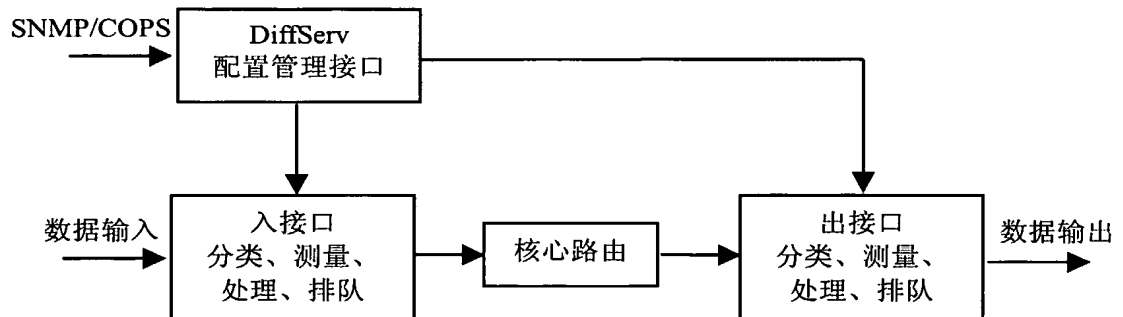 SNMP/COPS
DiffServ
配置管理接口
数据输入
入接口
分类、测量、
处理、排队
核心路由
出接口
分类、测量、
处理、排队
数据输出